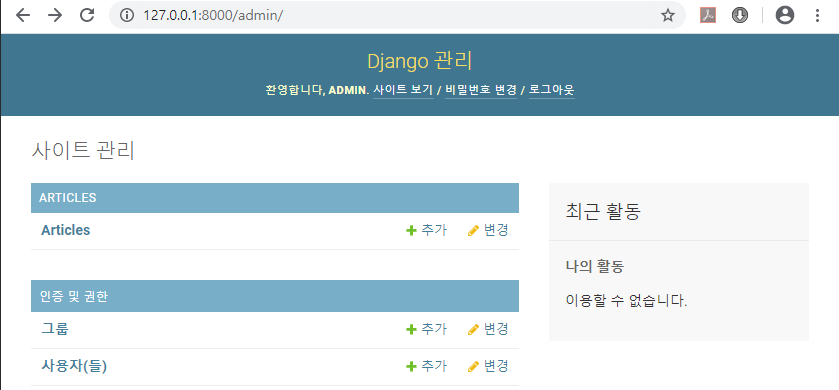 127.0.0.1:8000/admin/
Django 관리
환영합니다, ADMIN. 사이트 보기 / 비밀번호 변경 / 로그아웃
사이트 관리
ARTICLES
Articles 추가 변경
인증 및 권한
그룹 추가 변경
사용자(들) 추가 변경
최근 활동
나의 활동
이용할 수 없습니다.